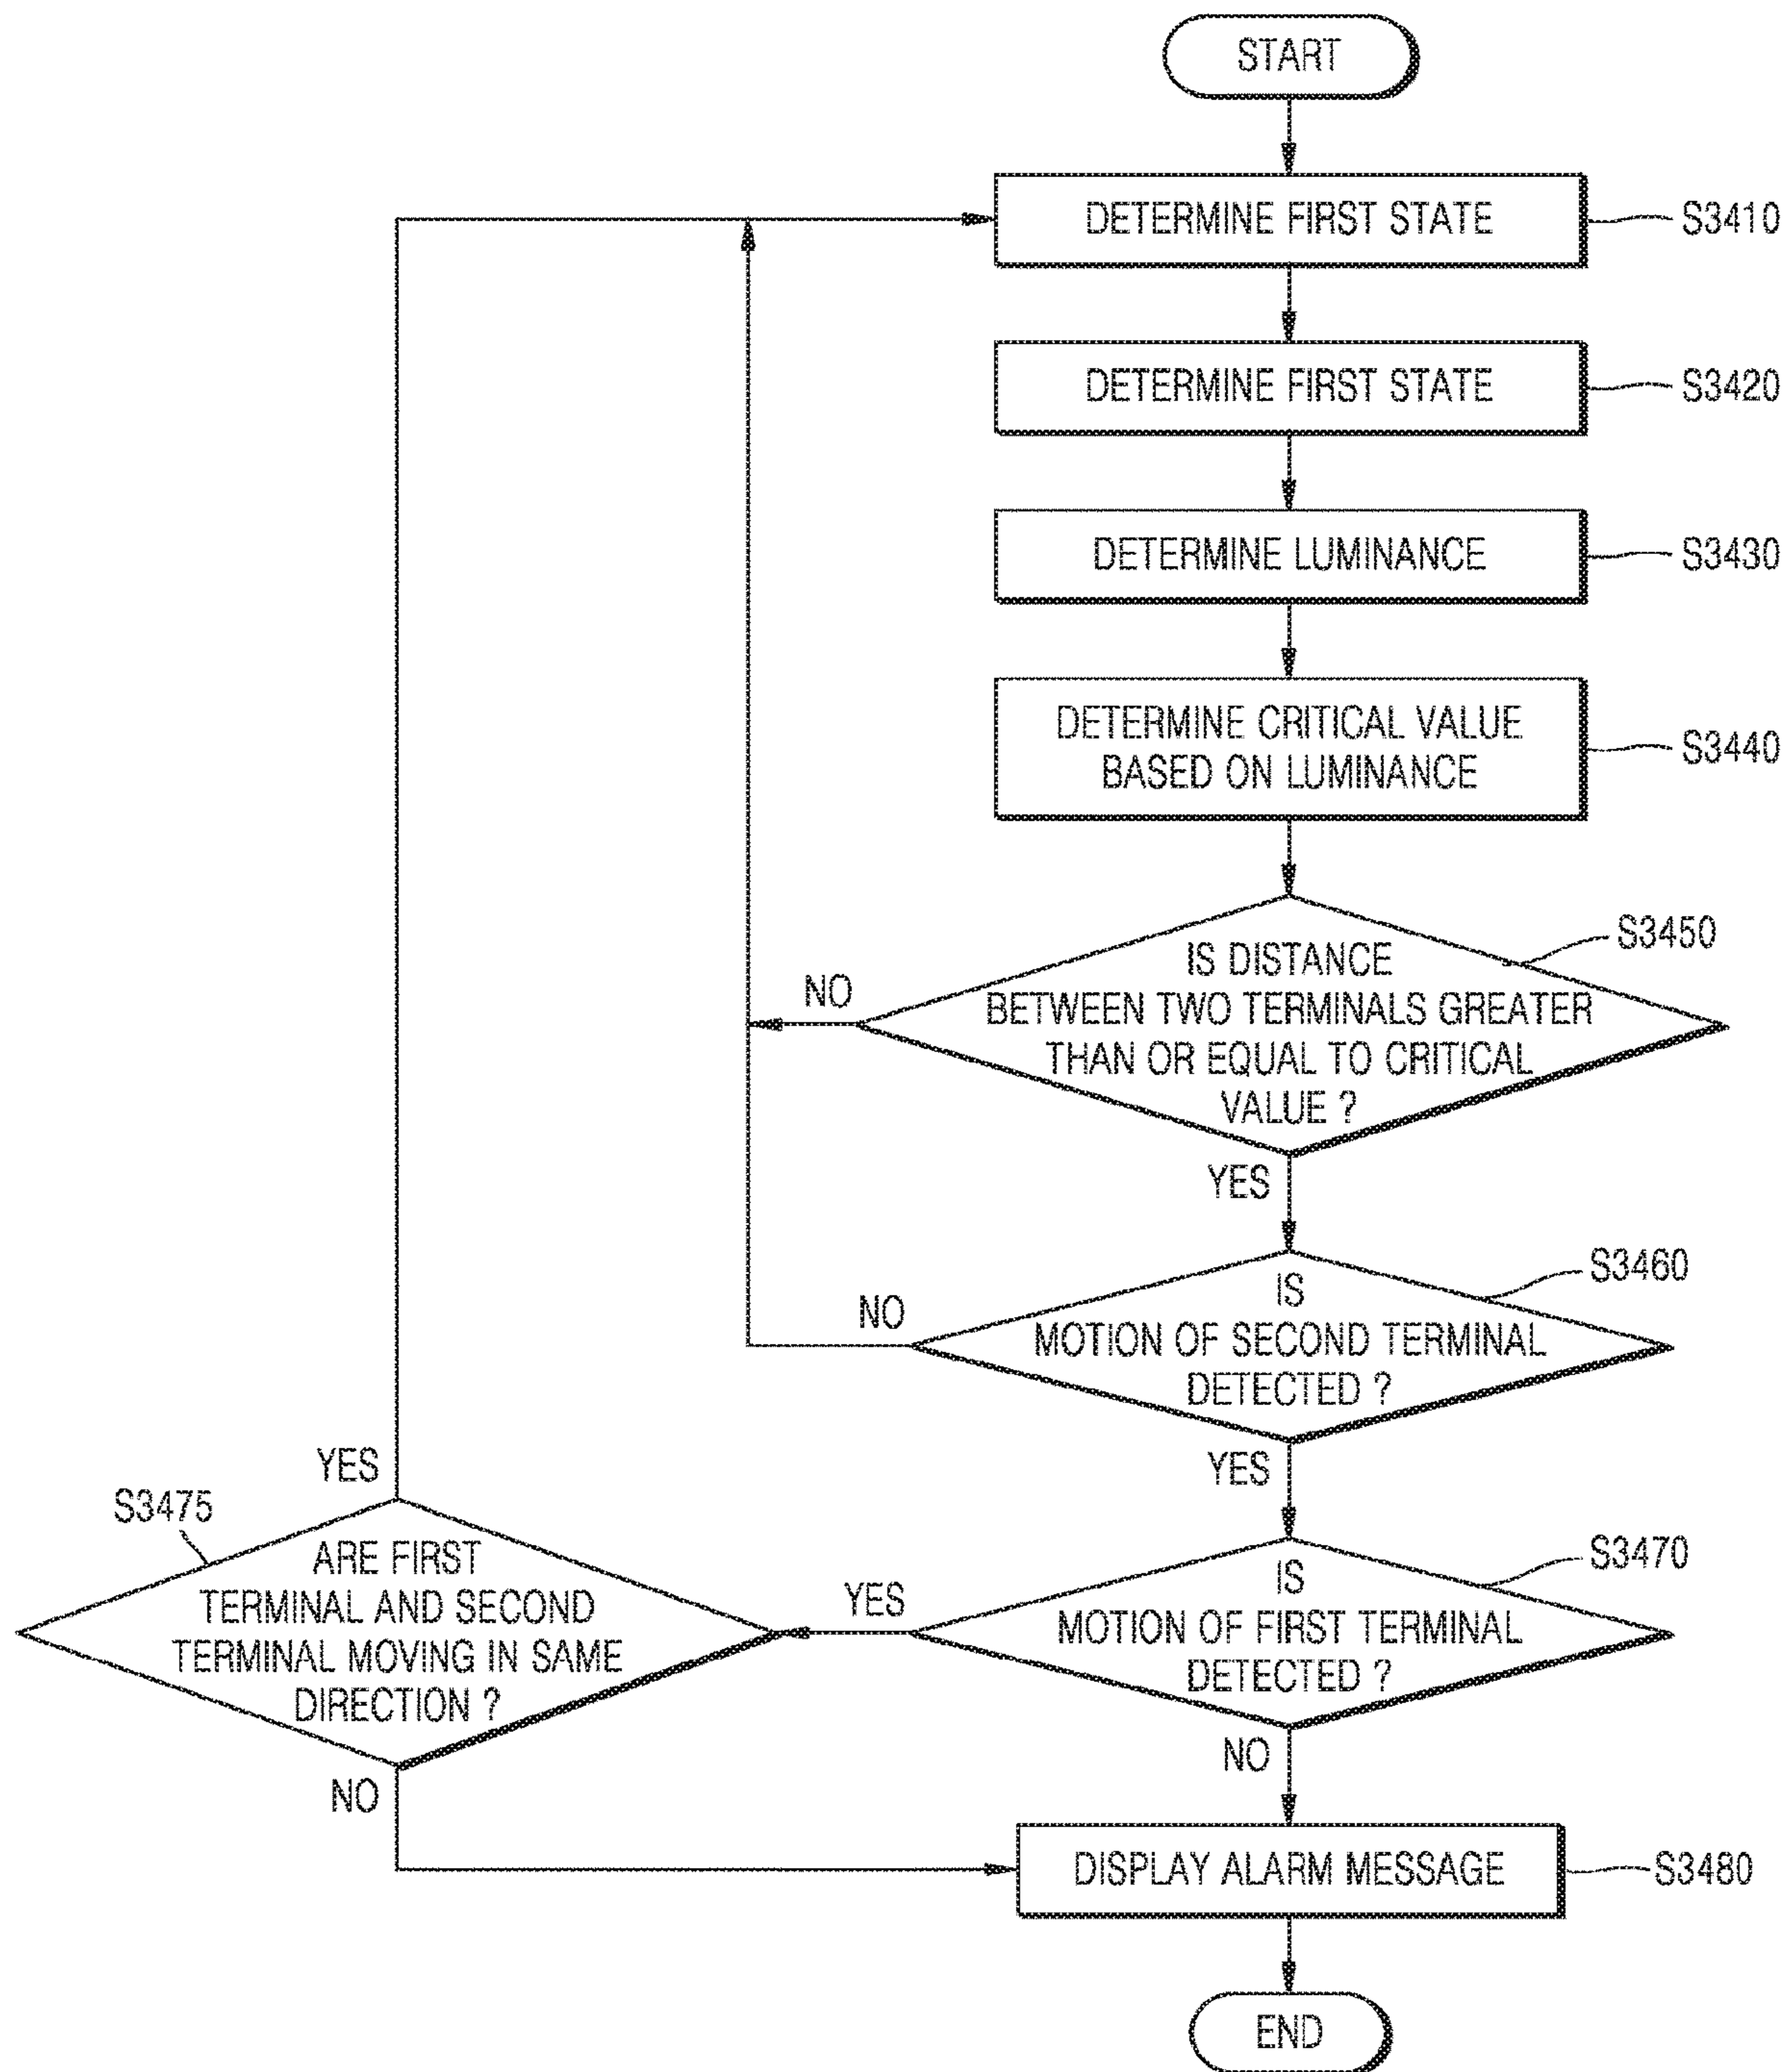 START
DETERMINE FIRST STATE
S3410
DETERMINE FIRST STATE
S3420
DETERMINE LUMINANCE
S3430
DETERMINE CRITICAL VALUE
BASED ON LUMINANCE
S3440
S3450
IS DISTANCE
BETWEEN TWO TERMINALS GREATER
THAN OR EQUAL TO CRITICAL
VALUE ?
NO
YES
S3460
IS
MOTION OF SECOND TERMINAL
DETECTED ?
NO
YES
S3470
IS
MOTION OF FIRST TERMINAL
DETECTED ?
YES
NO
S3475
YES
ARE FIRST
TERMINAL AND SECOND
TERMINAL MOVING IN SAME
DIRECTION ?
NO
DISPLAY ALARM MESSAGE
S3480
END